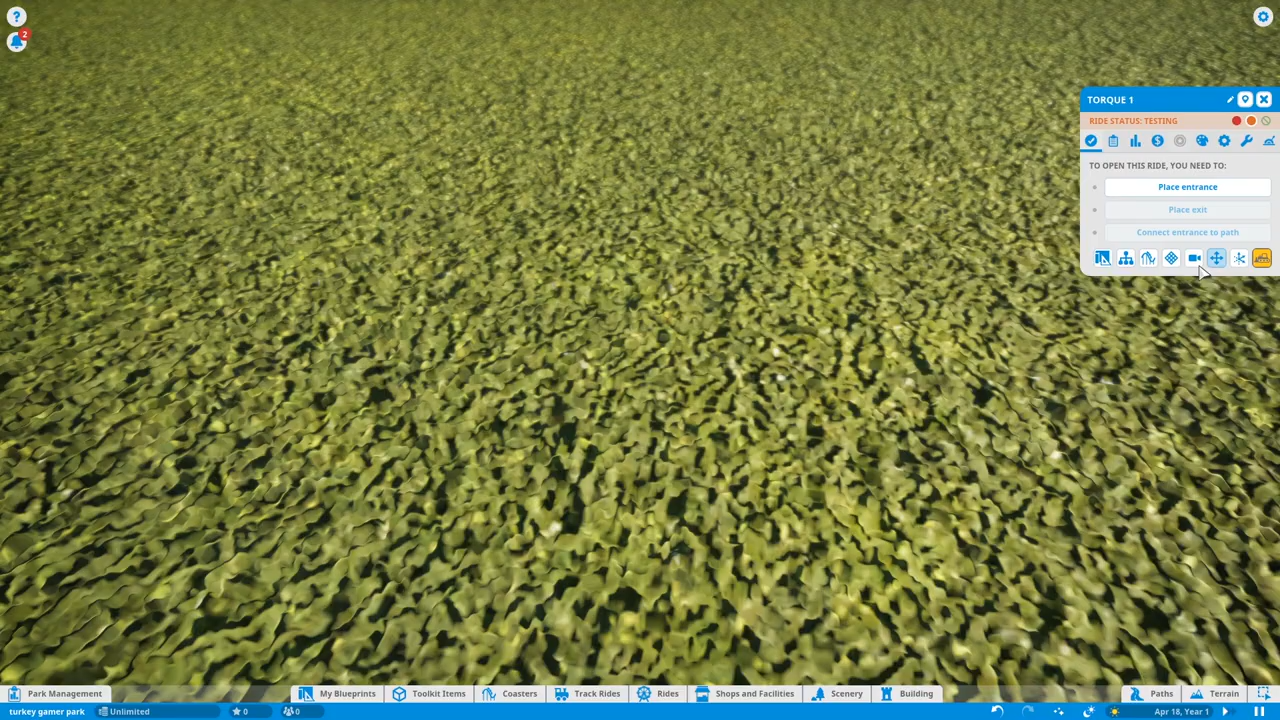 ?
2
TORQUE 1
RIDE STATUS: TESTING
TO OPEN THIS RIDE, YOU NEED TO:
Place entrance
Place exit
Connect entrance to path
Park Management
My Blueprints
Toolkit Items
Coasters
Track Rides
Rides
Shops and Facilities
Scenery
Building
Paths
Terrain
turkey gamer park
Unlimited
0
0
Apr 18, Year 1